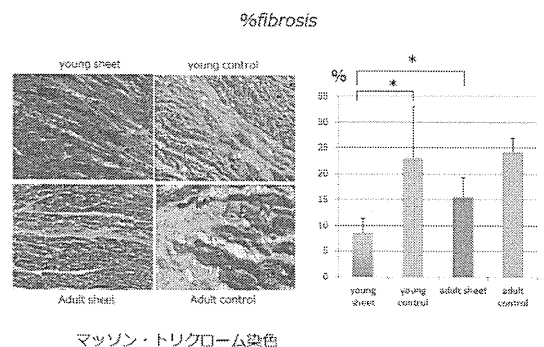 %fibrosis
young sheet
young control
Adult sheet
Adult control
マッソン・トリクローム染色
%
*
*
35
30
25
20
15
10
5
0
young sheet
young control
adult sheet
adult control